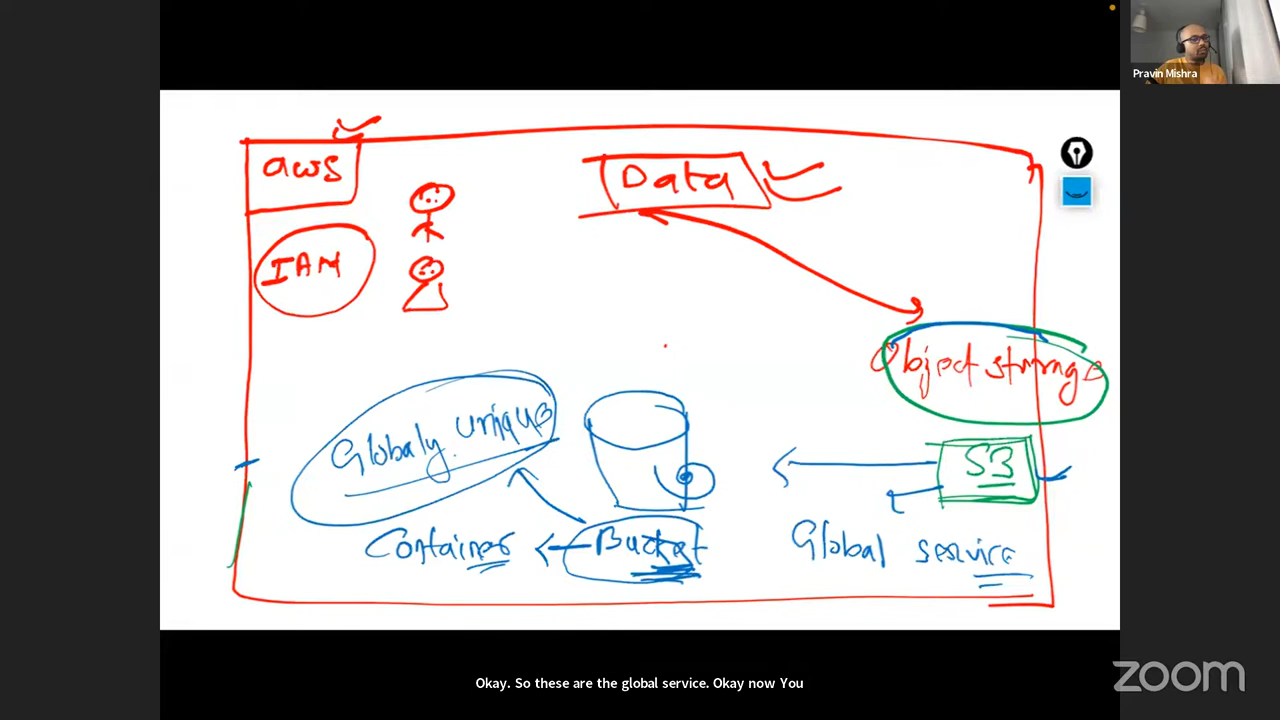 Pravin Mishra
aws
Data
IAM
Object storage
Globaly unique
S3
Container
Bucket
Global service
Okay. So these are the global service. Okay now You
zoom